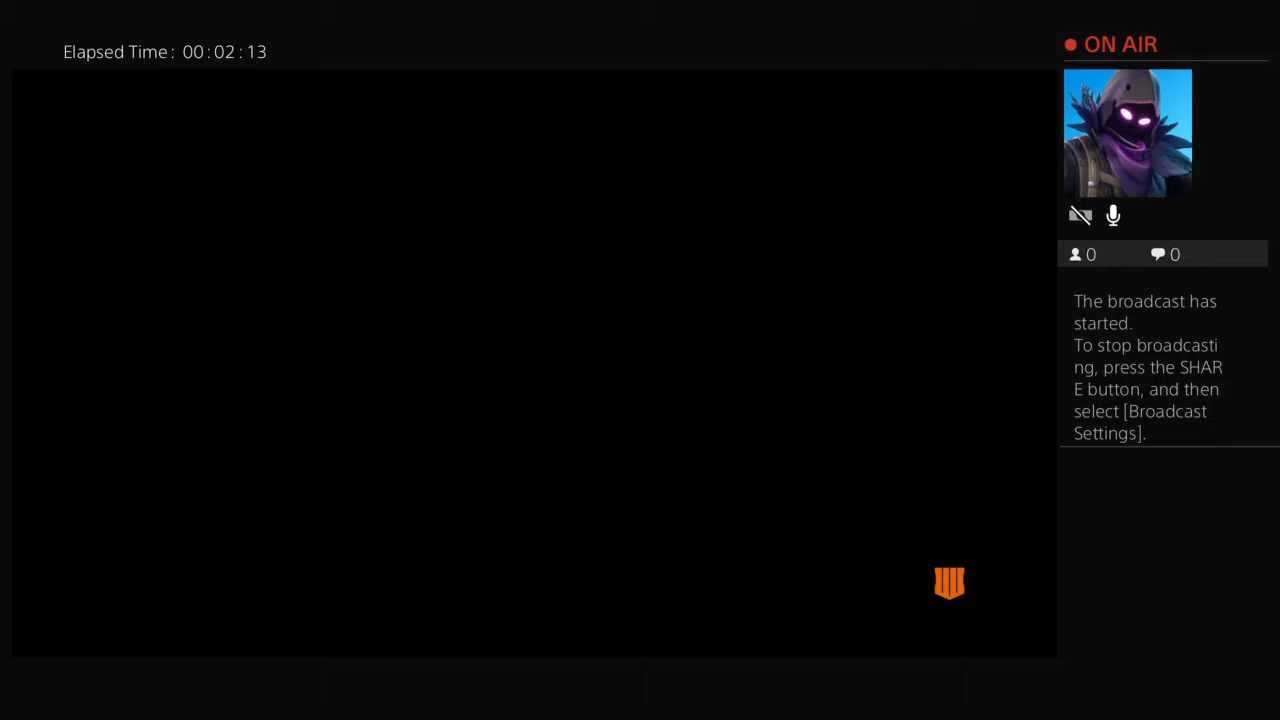 Elapsed Time: 00:02:13
ON AIR
0 0
The broadcast has
started.
To stop broadcasti
ng, press the SHAR
E button, and then
select [Broadcast
Settings].